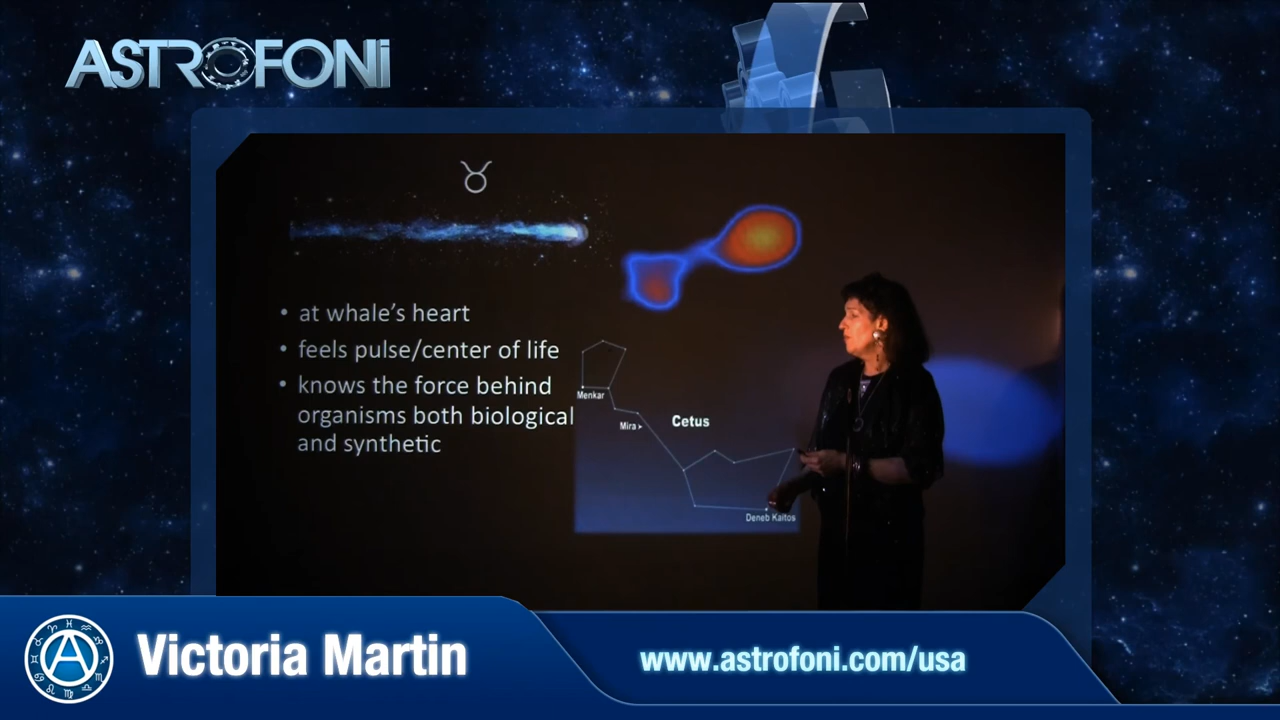 ASTROFONi
♉
• at whale's heart
• feels pulse/center of life
• knows the force behind
organisms both biological
and synthetic
Menkar
Mira
Cetus
Deneb Kaitos
Victoria Martin
www.astrofoni.com/usa